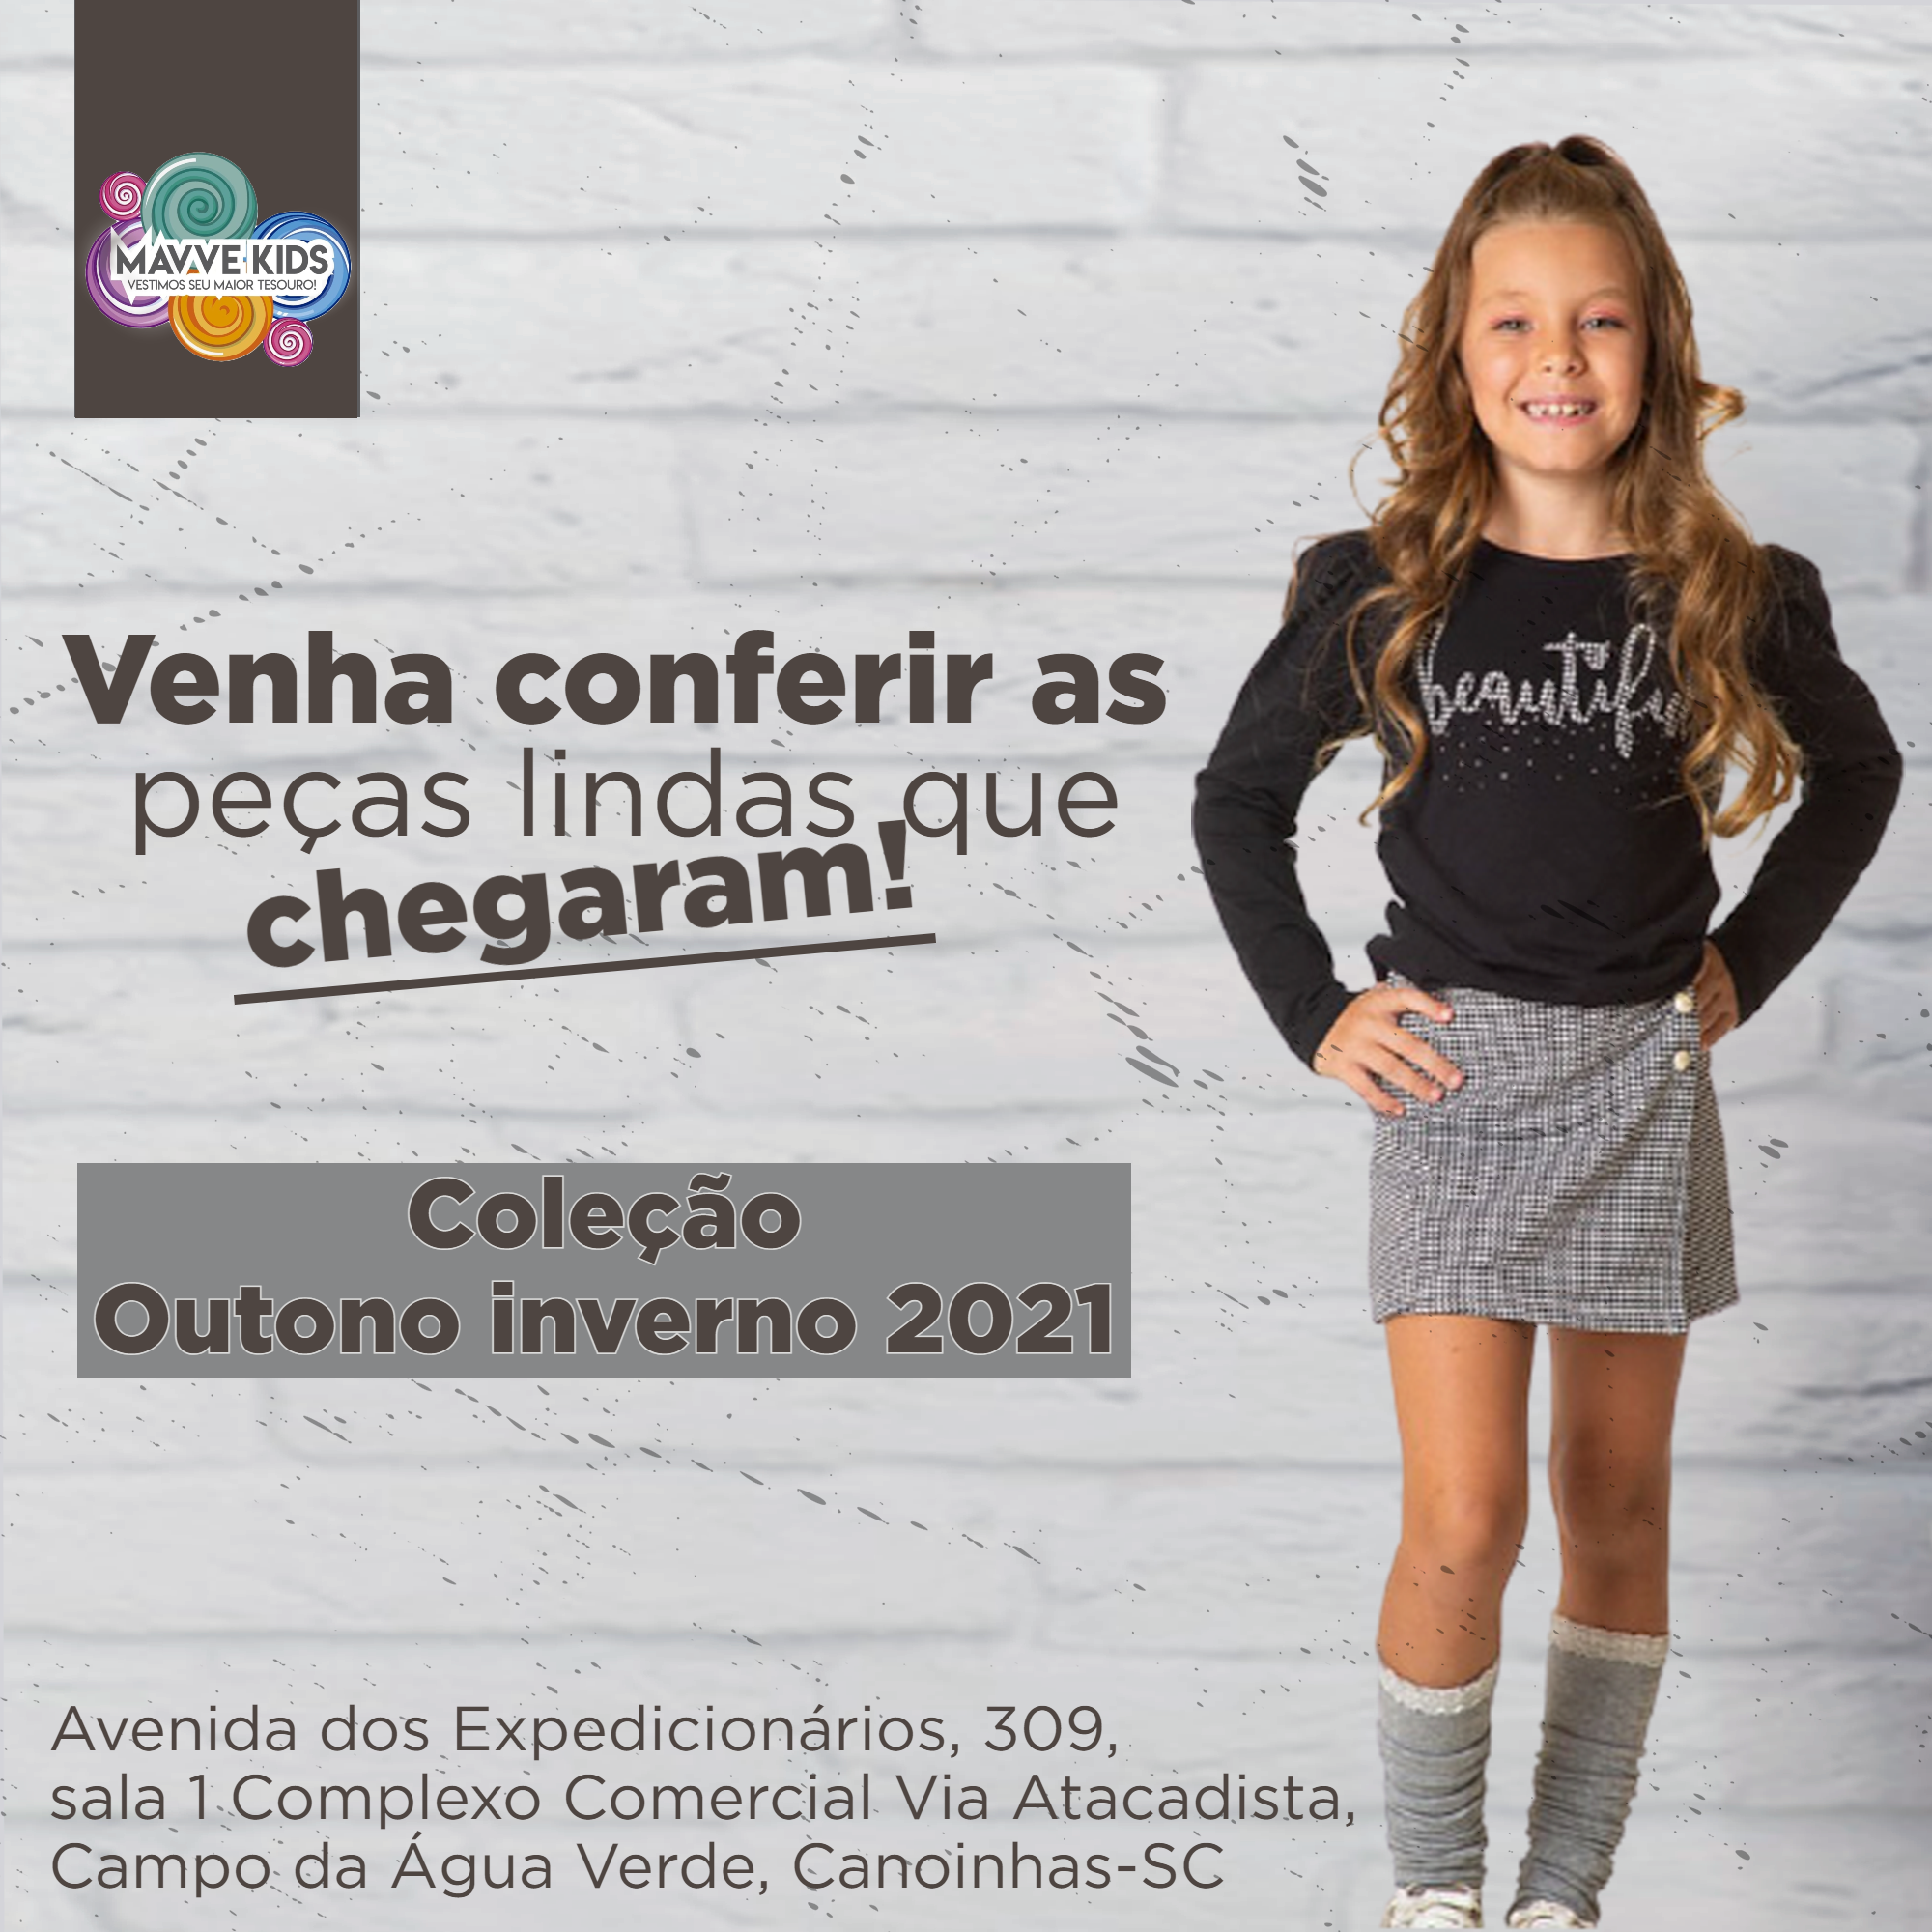 MAVVE KIDS
VESTIMOS SEU MAIOR TESOURO!
Venha conferir as
peças lindas que
chegaram!
beautifu
Coleção
Outono inverno 2021
Avenida dos Expedicionários, 309,
sala 1 Complexo Comercial Via Atacadista,
Campo da Água Verde, Canoinhas-SC